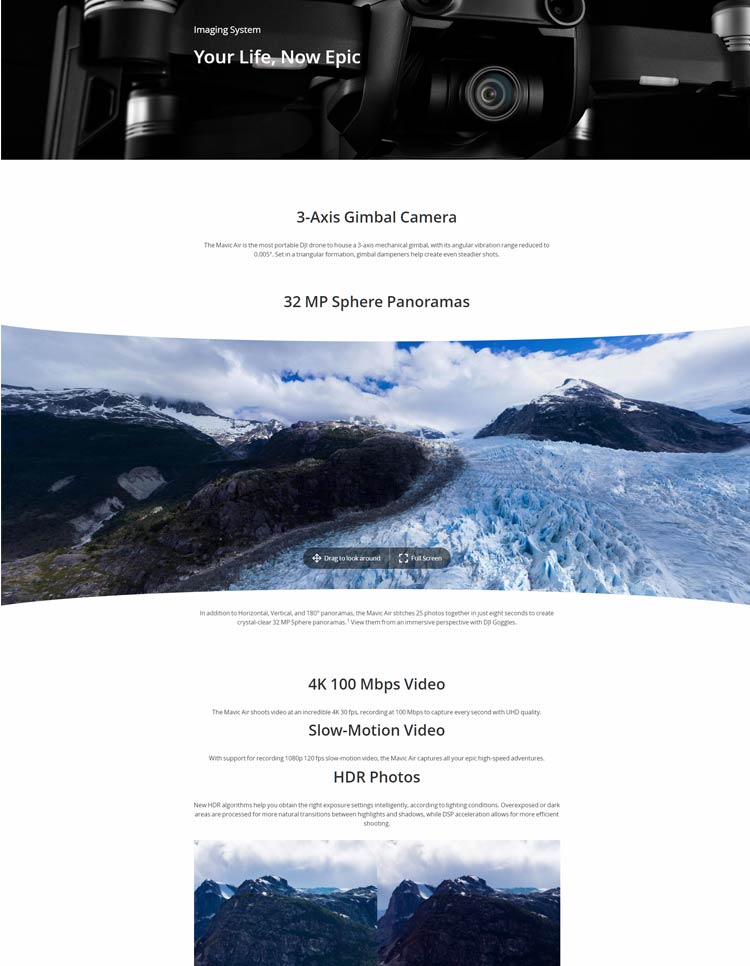 Imaging System
Your Life, Now Epic
3-Axis Gimbal Camera
The Mavic Air is the most portable DJI drone to house a 3-axis mechanical gimbal, with its angular vibration range reduced to
0.005°. Set in a triangular formation, gimbal dampeners help create even steadier shots.
32 MP Sphere Panoramas
Drag to look around
Full Screen
In addition to Horizontal, Vertical, and 180° panoramas, the Mavic Air stitches 25 photos together in just eight seconds to create
crystal-clear 32 MP Sphere panoramas.¹ View them from an immersive perspective with DJI Goggles.
4K 100 Mbps Video
The Mavic Air shoots video at an incredible 4K 30 fps, recording at 100 Mbps to capture every second with UHD quality.
Slow-Motion Video
With support for recording 1080p 120 fps slow-motion video, the Mavic Air captures all your epic high-speed adventures.
HDR Photos
New HDR algorithms help you obtain the right exposure settings intelligently, according to lighting conditions. Overexposed or dark
areas are processed for more natural transitions between highlights and shadows, while DSP acceleration allows for more efficient
shooting.